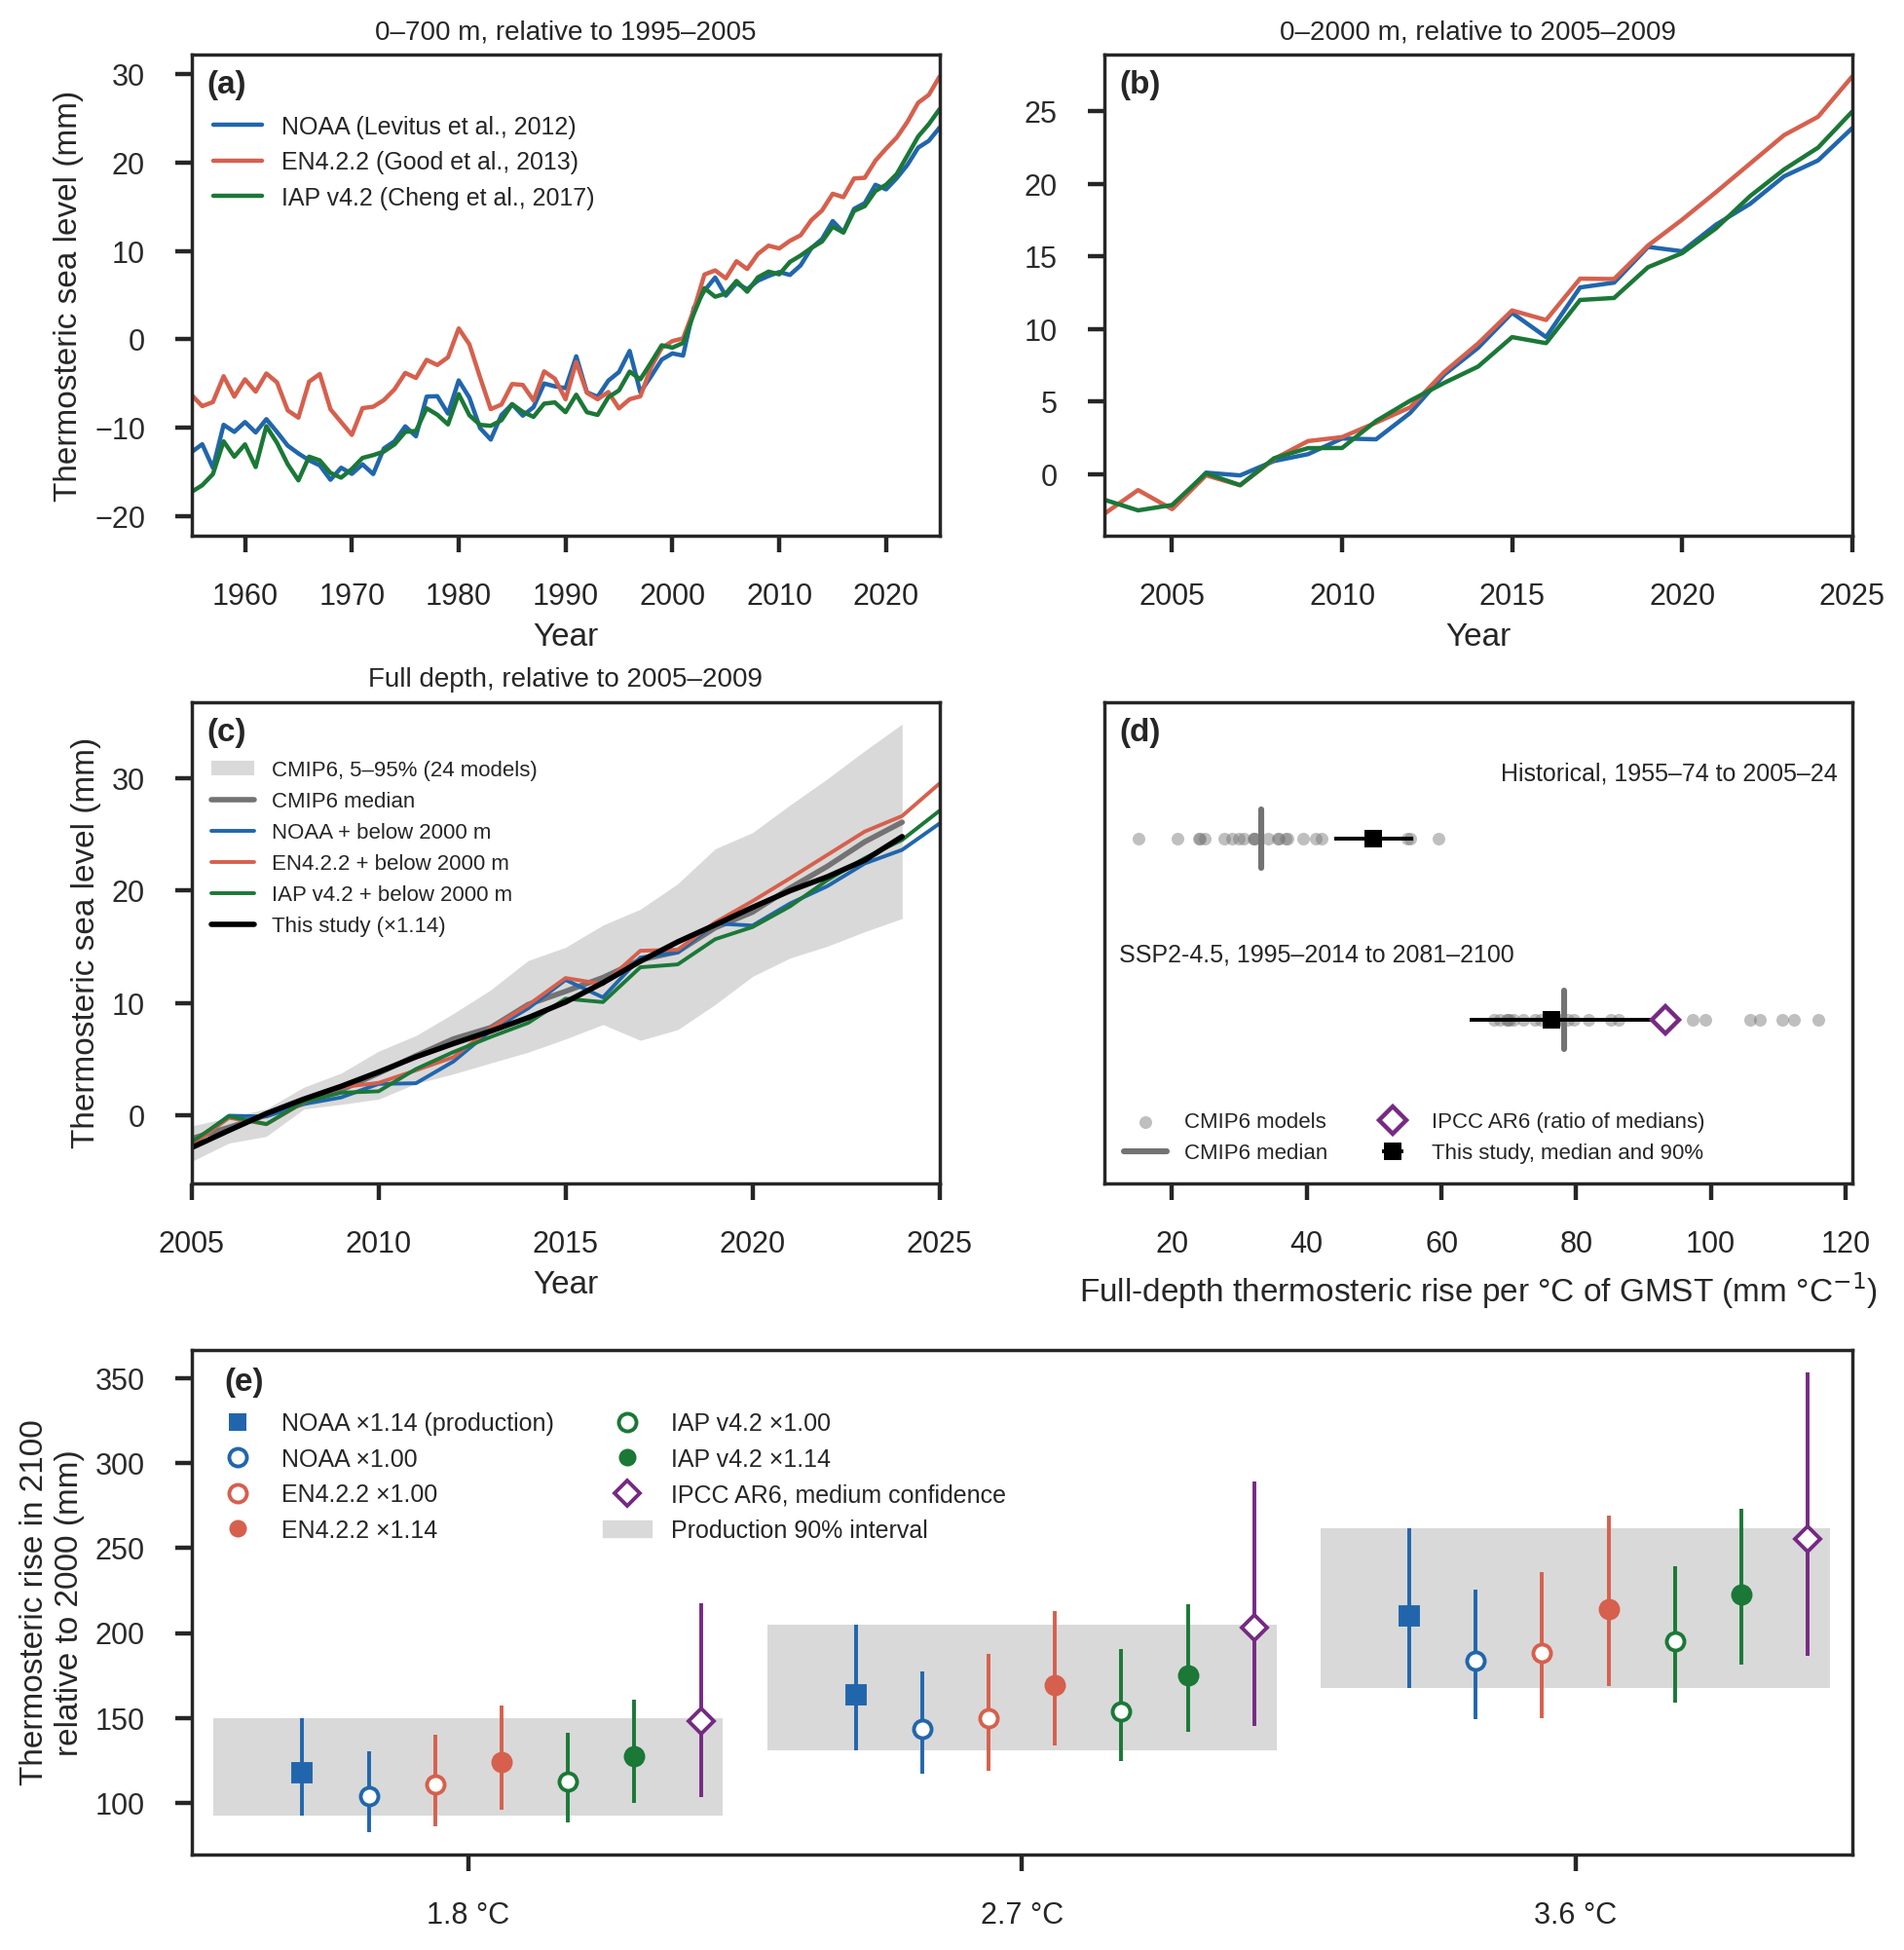 0–700 m, relative to 1995–2005
(a)
NOAA (Levitus et al., 2012)
EN4.2.2 (Good et al., 2013)
IAP v4.2 (Cheng et al., 2017)
30
20
10
0
−10
−20
Thermosteric sea level (mm)
1960 1970 1980 1990 2000 2010 2020
Year
0–2000 m, relative to 2005–2009
(b)
25
20
15
10
5
0
2005 2010 2015 2020 2025
Year
Full depth, relative to 2005–2009
(c)
CMIP6, 5–95% (24 models)
CMIP6 median
NOAA + below 2000 m
EN4.2.2 + below 2000 m
IAP v4.2 + below 2000 m
This study (×1.14)
30
20
10
0
Thermosteric sea level (mm)
2005 2010 2015 2020 2025
Year
(d)
Historical, 1955–74 to 2005–24
SSP2-4.5, 1995–2014 to 2081–2100
CMIP6 models
CMIP6 median
IPCC AR6 (ratio of medians)
This study, median and 90%
20 40 60 80 100 120
Full-depth thermosteric rise per °C of GMST (mm °C⁻¹)
(e)
NOAA ×1.14 (production)
NOAA ×1.00
EN4.2.2 ×1.00
EN4.2.2 ×1.14
IAP v4.2 ×1.00
IAP v4.2 ×1.14
IPCC AR6, medium confidence
Production 90% interval
350
300
250
200
150
100
Thermosteric rise in 2100
relative to 2000 (mm)
1.8 °C 2.7 °C 3.6 °C